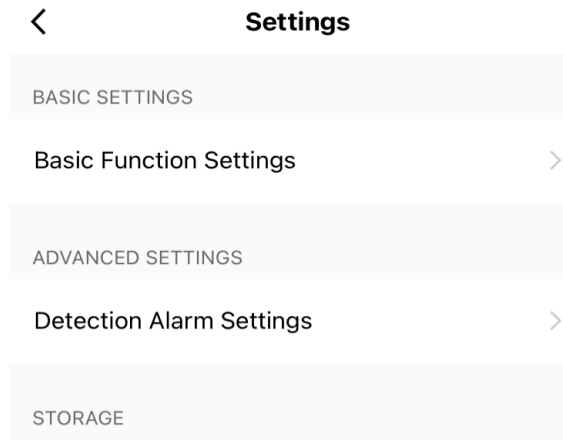 Settings
BASIC SETTINGS
Basic Function Settings
ADVANCED SETTINGS
Detection Alarm Settings
STORAGE